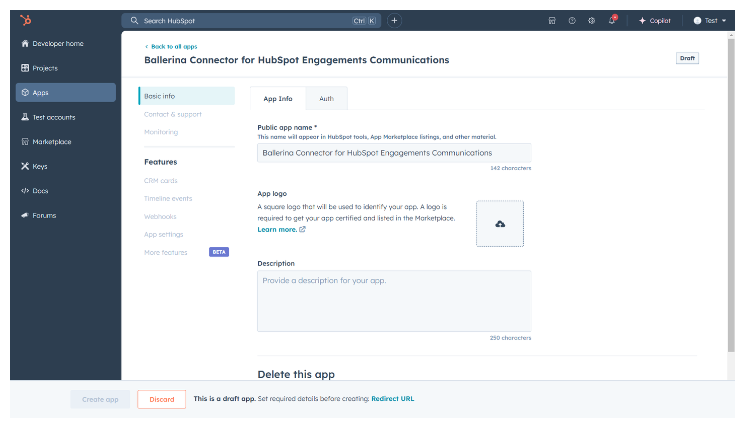 Search HubSpot
Ctrl K
Copilot
Test
Developer home
Projects
Apps
Test accounts
Marketplace
Keys
Docs
Forums
Back to all apps
Ballerina Connector for HubSpot Engagements Communications
Draft
Basic info
Contact & support
Monitoring
Features
CRM cards
Timeline events
Webhooks
App settings
More features BETA
App Info Auth
Public app name *
This name will appear in HubSpot tools, App Marketplace listings, and other material.
Ballerina Connector for HubSpot Engagements Communications
142 characters
App logo
A square logo that will be used to identify your app. A logo is
required to get your app certified and listed in the Marketplace.
Learn more.
Description
Provide a description for your app.
250 characters
Delete this app
Create app
Discard
This is a draft app. Set required details before creating: Redirect URL